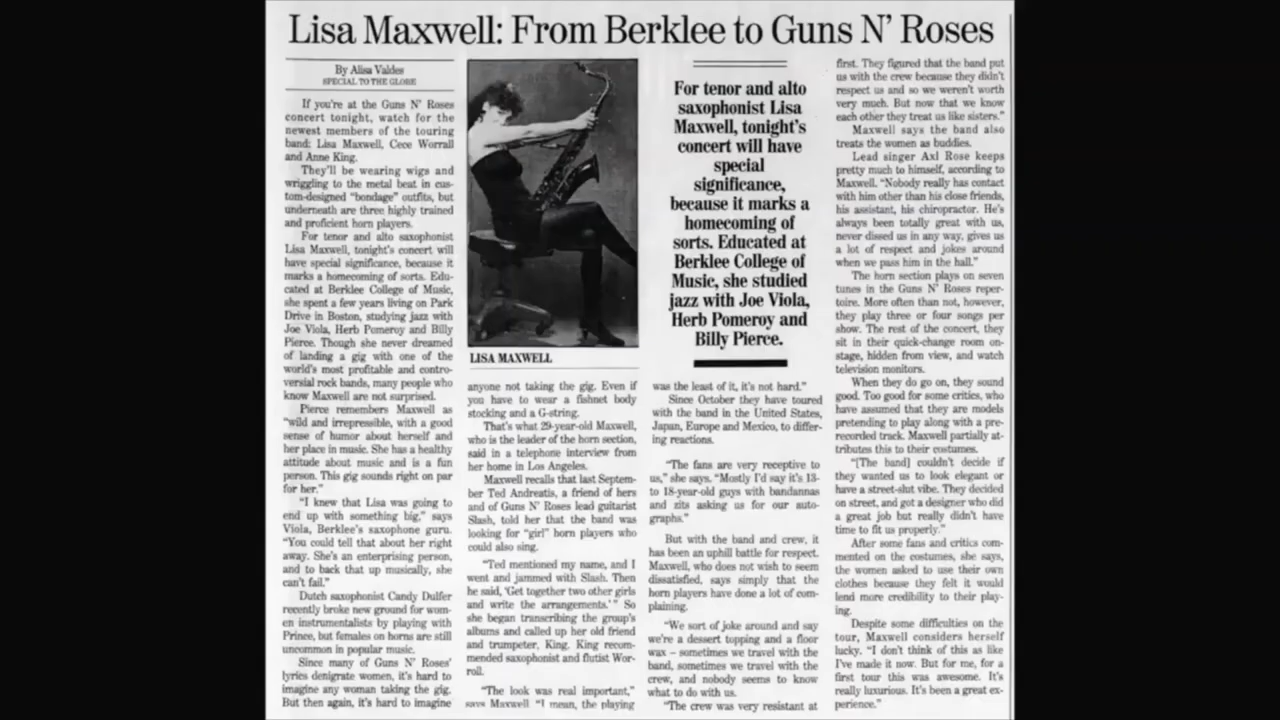 Lisa Maxwell: From Berklee to Guns N' Roses
By Alisa Valdes
SPECIAL TO THE GLOBE
If you're at the Guns N' Roses
concert tonight, watch for the
newest members of the touring
band: Lisa Maxwell, Cece Worrall
and Anne King.
They'll be wearing wigs and
wriggling to the metal beat in cus-
tom-designed "bondage" outfits, but
underneath are three highly trained
and proficient horn players.
For tenor and alto saxophonist
Lisa Maxwell, tonight's concert will
have special significance, because it
marks a homecoming of sorts. Edu-
cated at Berklee College of Music,
she spent a few years living on Park
Drive in Boston, studying jazz with
Joe Viola, Herb Pomeroy and Billy
Pierce. Though she never dreamed
of landing a gig with one of the
world's most profitable and contro-
versial rock bands, many people who
know Maxwell are not surprised.
Pierce remembers Maxwell as
"wild and irrepressible, with a good
sense of humor about herself and
her place in music. She has a healthy
attitude about music and is a fun
person. This gig sounds right on par
for her."
"I knew that Lisa was going to
end up with something big," says
Viola, Berklee's saxophone guru.
"You could tell that about her right
away. She's an enterprising person,
and to back that up musically, she
can't fail."
Dutch saxophonist Candy Dulfer
recently broke new ground for wom-
en instrumentalists by playing with
Prince, but females on horns are still
uncommon in popular music.
Since many of Guns N' Roses'
lyrics denigrate women, it's hard to
imagine any woman taking the gig.
But then again, it's hard to imagine
LISA MAXWELL
anyone not taking the gig. Even if
you have to wear a fishnet body
stocking and a G-string.
That's what 29-year-old Maxwell,
who is the leader of the horn section,
said in a telephone interview from
her home in Los Angeles.
Maxwell recalls that last Septem-
ber Ted Andreatis, a friend of hers
and of Guns N' Roses lead guitarist
Slash, told her that the band was
looking for "girl" horn players who
could also sing.
"Ted mentioned my name, and I
went and jammed with Slash. Then
he said, 'Get together two other girls
and write the arrangements.' " So
she began transcribing the group's
albums and called up her old friend
and trumpeter, King. King recom-
mended saxophonist and flutist Wor-
roll.
"The look was real important,"
says Maxwell "I mean, the playing
For tenor and alto
saxophonist Lisa
Maxwell, tonight's
concert will have
special
significance,
because it marks a
homecoming of
sorts. Educated at
Berklee College of
Music, she studied
jazz with Joe Viola,
Herb Pomeroy and
Billy Pierce.
was the least of it, it's not hard."
Since October they have toured
with the band in the United States,
Japan, Europe and Mexico, to differ-
ing reactions.
"The fans are very receptive to
us," she says. "Mostly I'd say it's 13-
to 18-year-old guys with bandannas
and zits asking us for our auto-
graphs."
But with the band and crew, it
has been an uphill battle for respect.
Maxwell, who does not wish to seem
dissatisfied, says simply that the
horn players have done a lot of com-
plaining.
"We sort of joke around and say
we're a dessert topping and a floor
wax – sometimes we travel with the
band, sometimes we travel with the
crew, and nobody seems to know
what to do with us.
"The crew was very resistant at
first. They figured that the band put
us with the crew because they didn't
respect us and so we weren't worth
very much. But now that we know
each other they treat us like sisters."
Maxwell says the band also
treats the women as buddies.
Lead singer Axl Rose keeps
pretty much to himself, according to
Maxwell. "Nobody really has contact
with him other than his close friends,
his assistant, his chiropractor. He's
always been totally great with us,
never dissed us in any way, gives us
a lot of respect and jokes around
when we pass him in the hall."
The horn section plays on seven
tunes in the Guns N' Roses reper-
toire. More often than not, however,
they play three or four songs per
show. The rest of the concert, they
sit in their quick-change room on-
stage, hidden from view, and watch
television monitors.
When they do go on, they sound
good. Too good for some critics, who
have assumed that they are models
pretending to play along with a pre-
recorded track. Maxwell partially at-
tributes this to their costumes.
"[The band] couldn't decide if
they wanted us to look elegant or
have a street-slut vibe. They decided
on street, and got a designer who did
a great job but really didn't have
time to fit us properly."
After some fans and critics com-
mented on the costumes, she says,
the women asked to use their own
clothes because they felt it would
lend more credibility to their play-
ing.
Despite some difficulties on the
tour, Maxwell considers herself
lucky. "I don't think of this as like
I've made it now. But for me, for a
first tour this was awesome. It's
really luxurious. It's been a great ex-
perience."